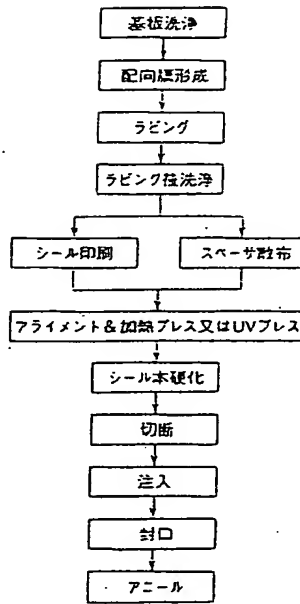 基板洗浄
配向膜形成
ラビング
ラビング後洗浄
シール印刷
スペーサ散布
アライメント&加熱プレス又はUVプレス
シール本硬化
切断
注入
封口
アニール